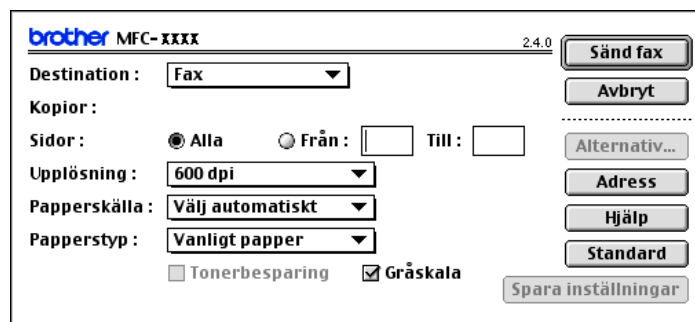 brother MFC-XXXX 2.4.0
Sänd fax
Destination : Fax
Avbryt
Kopior :
Sidor : Alla Från : Till :
Alternativ...
Upplösning : 600 dpi
Adress
Papperskälla : Välj automatiskt
Hjälp
Papperstyp : Vanligt papper
Standard
Tonerbesparing Gråskala
Spara inställningar